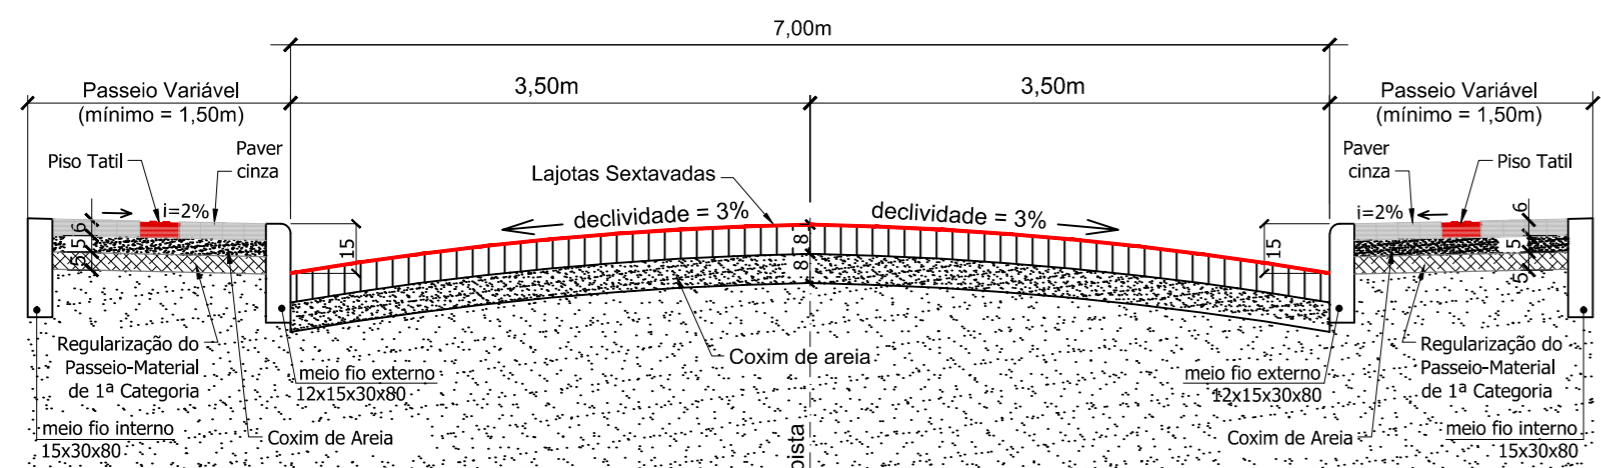 7,00m
Passeio Variável
(mínimo = 1,50m)
3,50m
3,50m
Passeio Variável
(mínimo = 1,50m)
Piso Tatil
Paver
cinza
i=2%
Lajotas Sextavadas
declividade = 3%
declividade = 3%
Paver
cinza
Piso Tatil
i=2%
6
15
5
15
8
8
15
6
15
5
Regularização do
Passeio-Material
de 1ª Categoria
meio fio externo
12x15x30x80
Coxim de areia
meio fio externo
12x15x30x80
Regularização do
Passeio-Material
de 1ª Categoria
meio fio interno
15x30x80
Coxim de Areia
pista
Coxim de Areia
meio fio interno
15x30x80